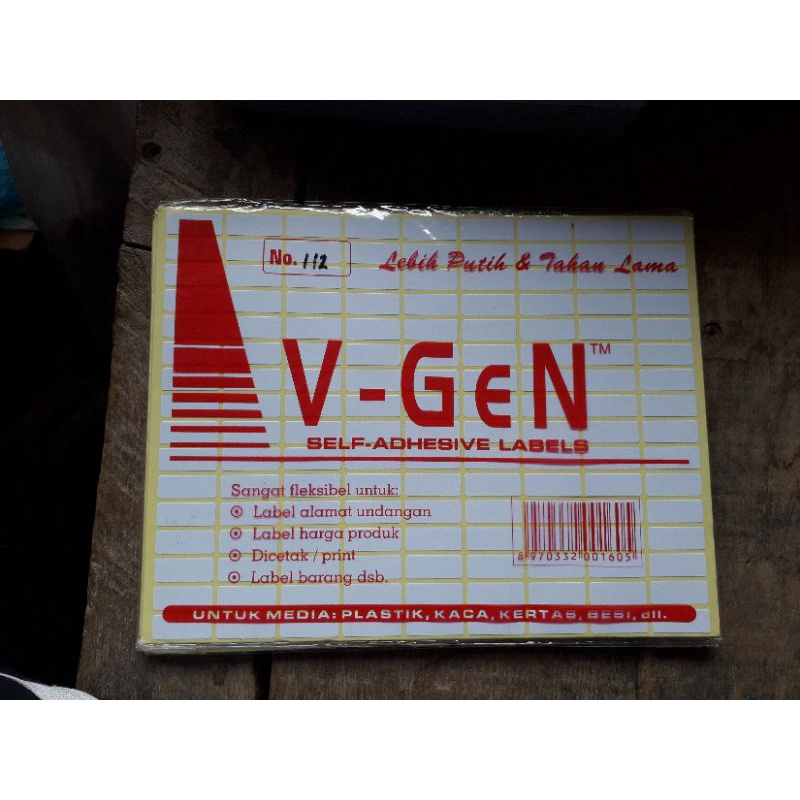 No. 112
Lebih Putih & Tahan Lama
V-GeN™
SELF-ADHESIVE LABELS
Sangat fleksibel untuk:
Label alamat undangan
Label harga produk
Dicetak / print
Label barang dsb.
8 970332 001605
UNTUK MEDIA: PLASTIK, KACA, KERTAS, BESI, dll.